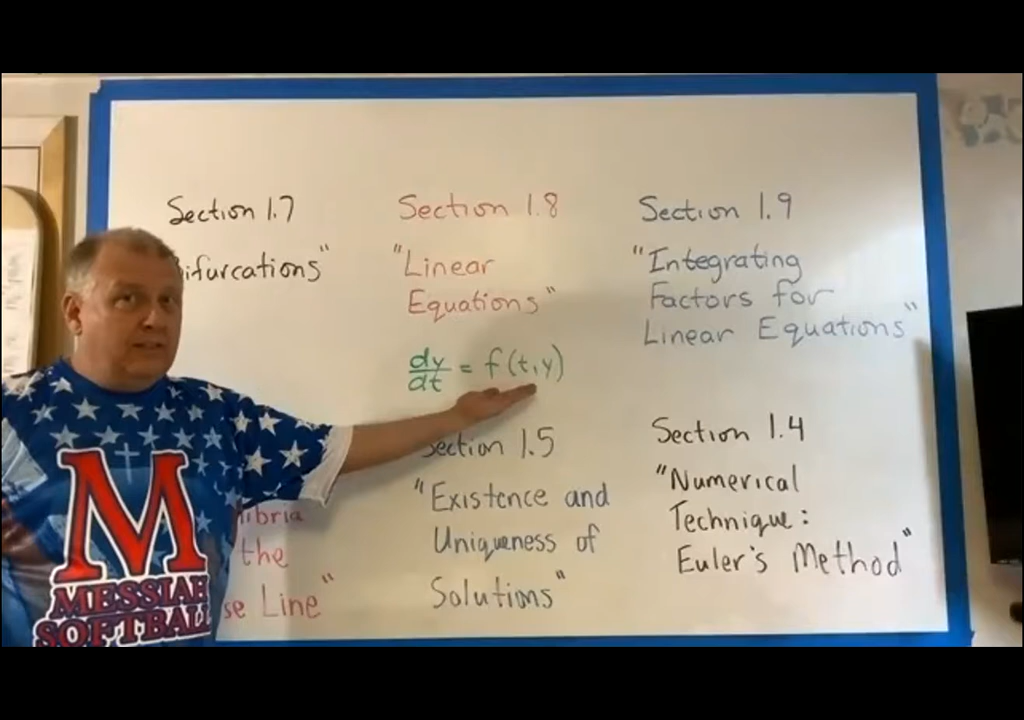 Section 1.7
ifurcations"
Section 1.8
"Linear
Equations"
dy/dt = f(t,y)
Section 1.9
"Integrating
Factors for
Linear Equations"
libria
the
se Line"
Section 1.5
"Existence and
Uniqueness of
Solutions"
Section 1.4
"Numerical
Technique:
Euler's Method"
M
MESSIAH
SOFTBALL